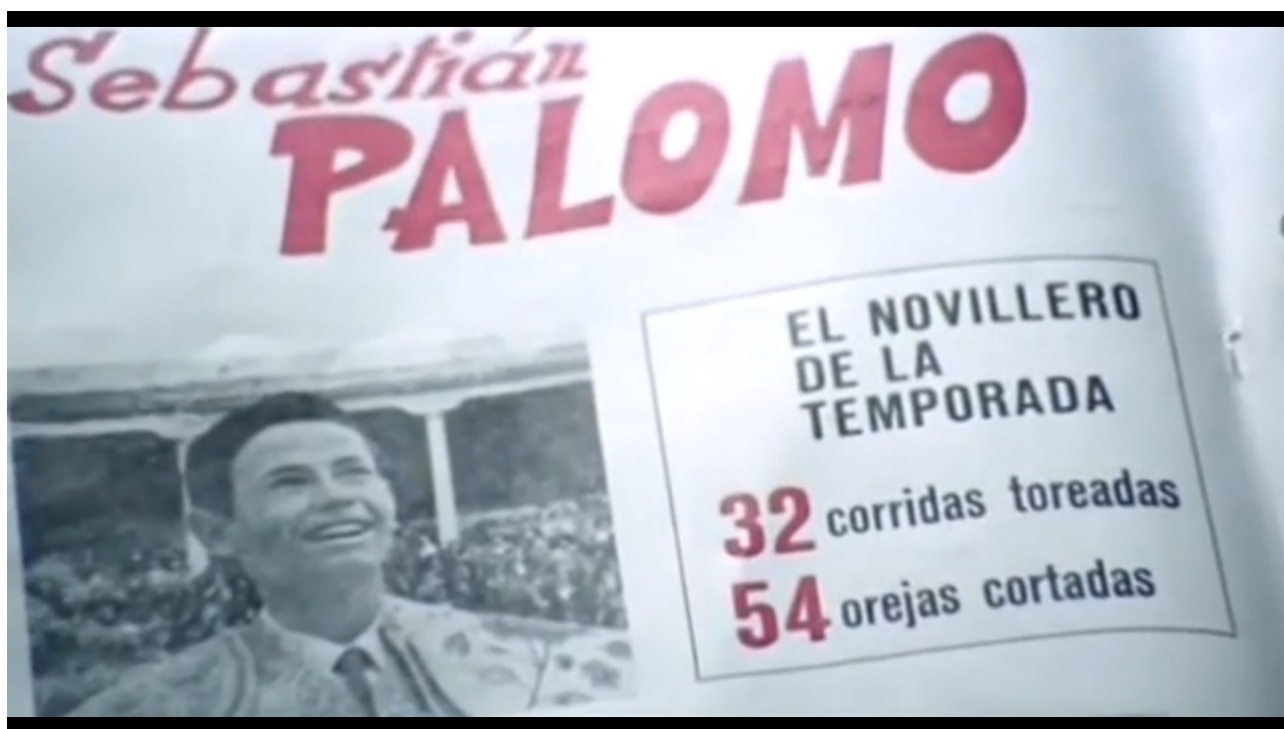 Sebastián
PALOMO
EL NOVILLERO
DE LA
TEMPORADA
32 corridas toreadas
54 orejas cortadas